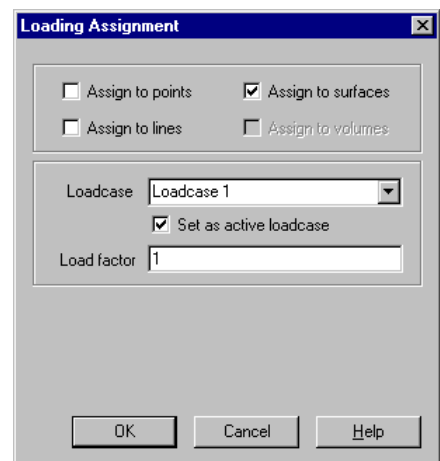 Loading Assignment
Assign to points Assign to surfaces
Assign to lines Assign to volumes
Loadcase Loadcase 1
Set as active loadcase
Load factor 1
OK Cancel Help